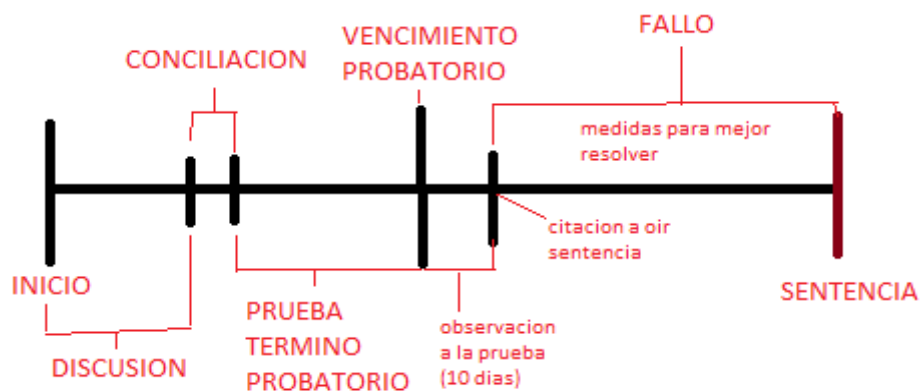 FALLO
VENCIMIENTO
PROBATORIO
CONCILIACION
medidas para mejor
resolver
citacion a oir
sentencia
INICIO
SENTENCIA
PRUEBA
TERMINO
PROBATORIO
observacion
a la prueba
(10 dias)
DISCUSION